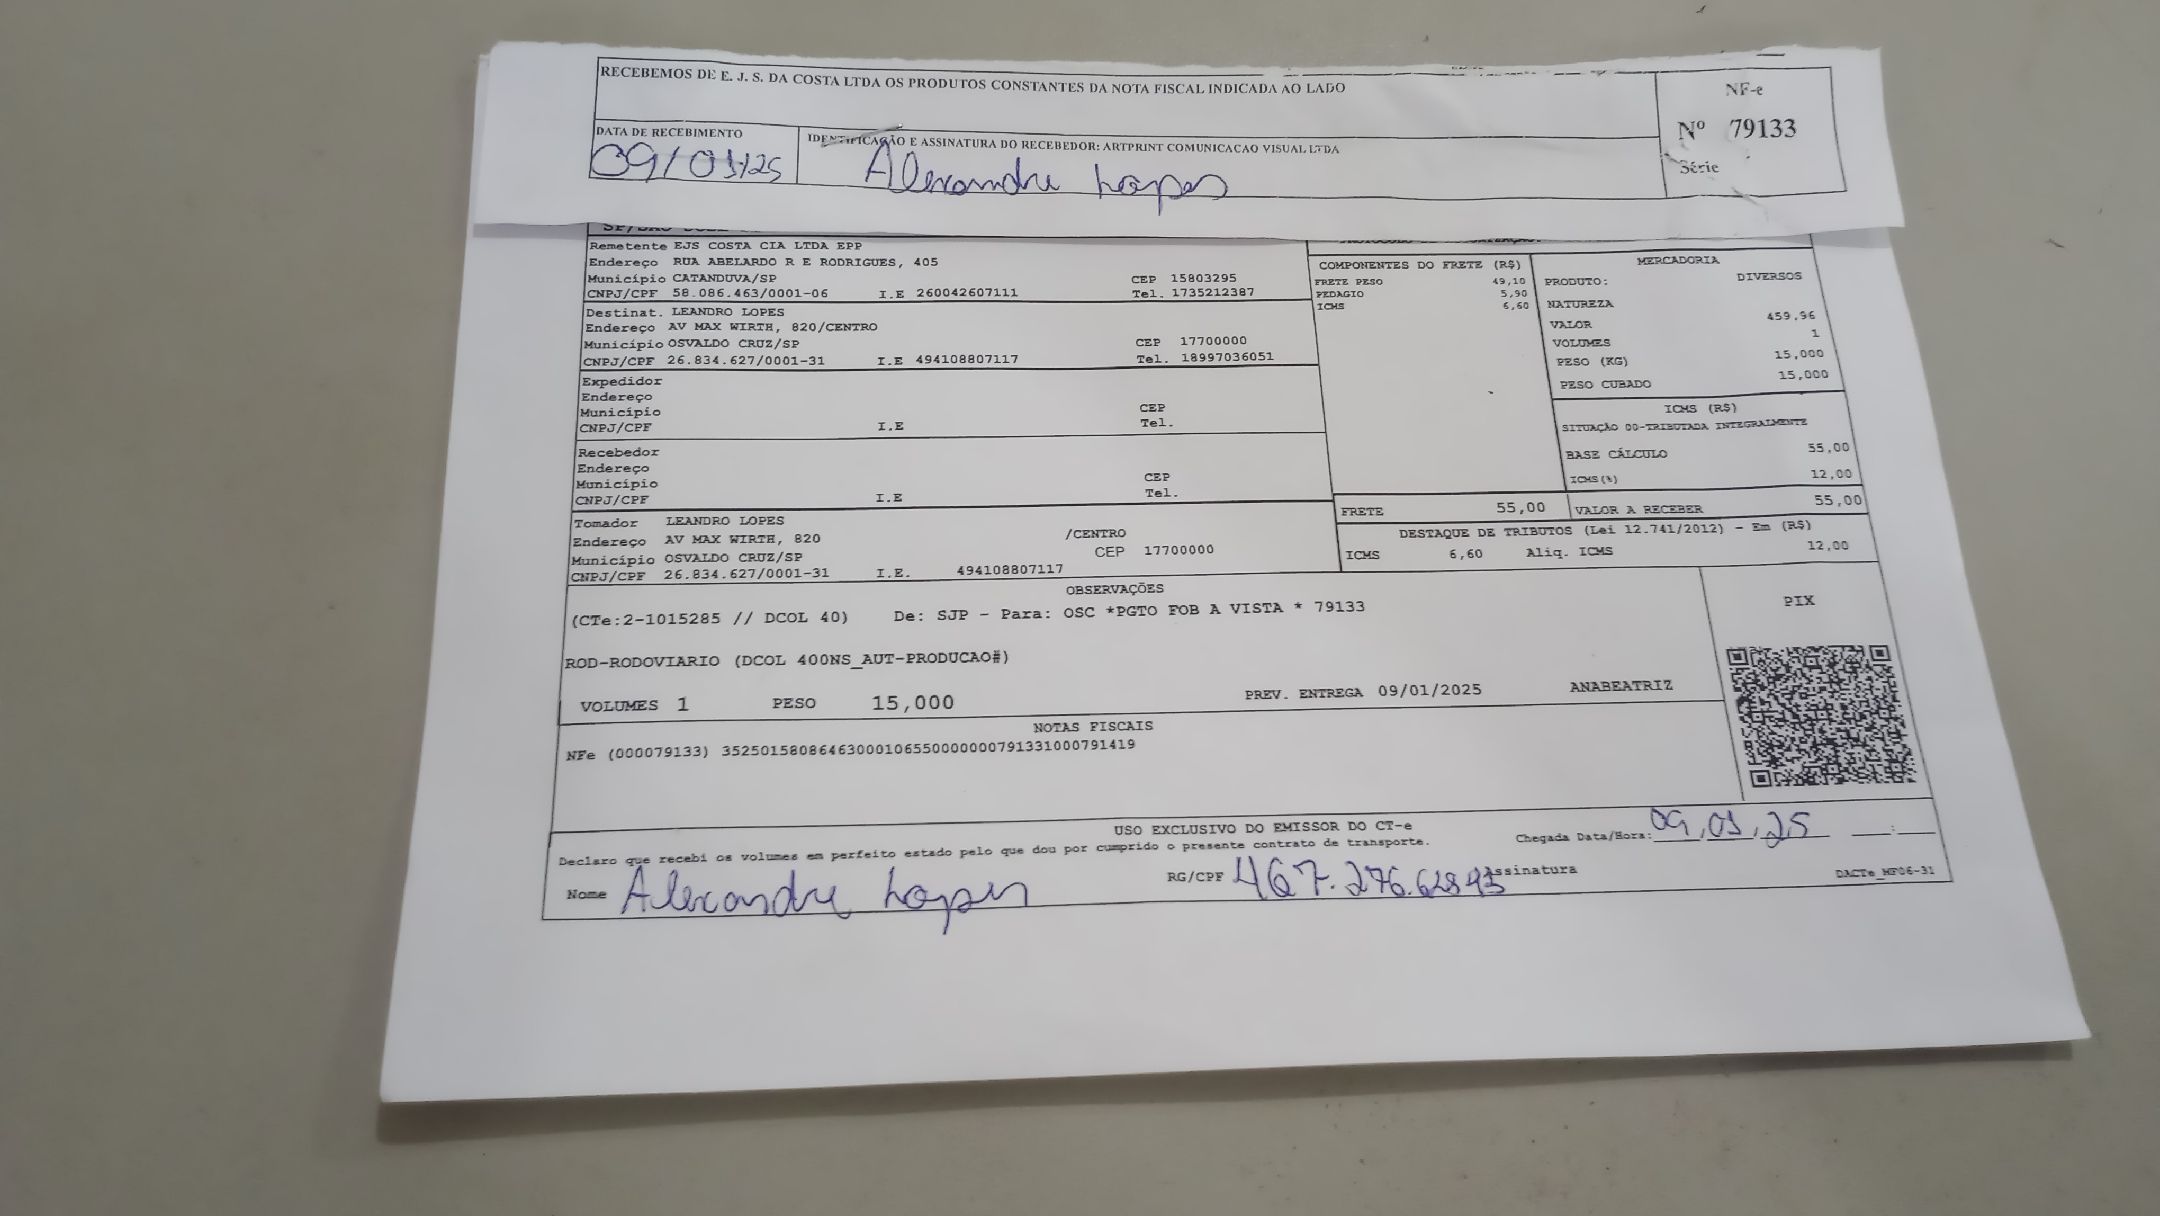 RECEBEMOS DE E. J. S. DA COSTA LTDA OS PRODUTOS CONSTANTES DA NOTA FISCAL INDICADA AO LADO
NF-e
Nº 79133
Série
DATA DE RECEBIMENTO
09/01/25
IDENTIFICAÇÃO E ASSINATURA DO RECEBEDOR: ARTPRINT COMUNICACAO VISUAL LTDA
Alexandre Lopes
Remetente EJS COSTA CIA LTDA EPP
Endereço RUA ABELARDO R E RODRIGUES, 405
Município CATANDUVA/SP CEP 15803295
CNPJ/CPF 58.086.463/0001-06 I.E 260042607111 Tel. 1735212387
Destinat. LEANDRO LOPES
Endereço AV MAX WIRTH, 820/CENTRO
Município OSVALDO CRUZ/SP CEP 17700000
CNPJ/CPF 26.834.627/0001-31 I.E 494108807117 Tel. 18997036051
Expedidor
Endereço
Município CEP
CNPJ/CPF I.E Tel.
Recebedor
Endereço
Município CEP
CNPJ/CPF I.E Tel.
Tomador LEANDRO LOPES
Endereço AV MAX WIRTH, 820 /CENTRO
Município OSVALDO CRUZ/SP CEP 17700000
CNPJ/CPF 26.834.627/0001-31 I.E. 494108807117
COMPONENTES DO FRETE (R$)
FRETE PESO 49,10
PEDAGIO 5,90
ICMS 6,60
MERCADORIA
PRODUTO: DIVERSOS
NATUREZA
VALOR 459,96
VOLUMES 1
PESO (KG) 15,000
PESO CUBADO 15,000
ICMS (R$)
SITUAÇÃO 00-TRIBUTADA INTEGRALMENTE
BASE CÁLCULO 55,00
ICMS(%) 12,00
FRETE 55,00 VALOR A RECEBER 55,00
DESTAQUE DE TRIBUTOS (Lei 12.741/2012) - Em (R$)
ICMS 6,60 Aliq. ICMS 12,00
OBSERVAÇÕES
(CTe:2-1015285 // DCOL 40) De: SJP - Para: OSC *PGTO FOB A VISTA * 79133
ROD-RODOVIARIO (DCOL 400NS_AUT-PRODUCAO#)
VOLUMES 1 PESO 15,000 PREV. ENTREGA 09/01/2025 ANABEATRIZ
PIX
NOTAS FISCAIS
NFe (000079133) 35250158086463000106550000000791331000791419
USO EXCLUSIVO DO EMISSOR DO CT-e
Chegada Data/Hora: 09,01,25 __:__
Declaro que recebi os volumes em perfeito estado pelo que dou por cumprido o presente contrato de transporte.
Nome Alexandre Lopes RG/CPF 467.276.628 Assinatura
DACTe_MF06-31